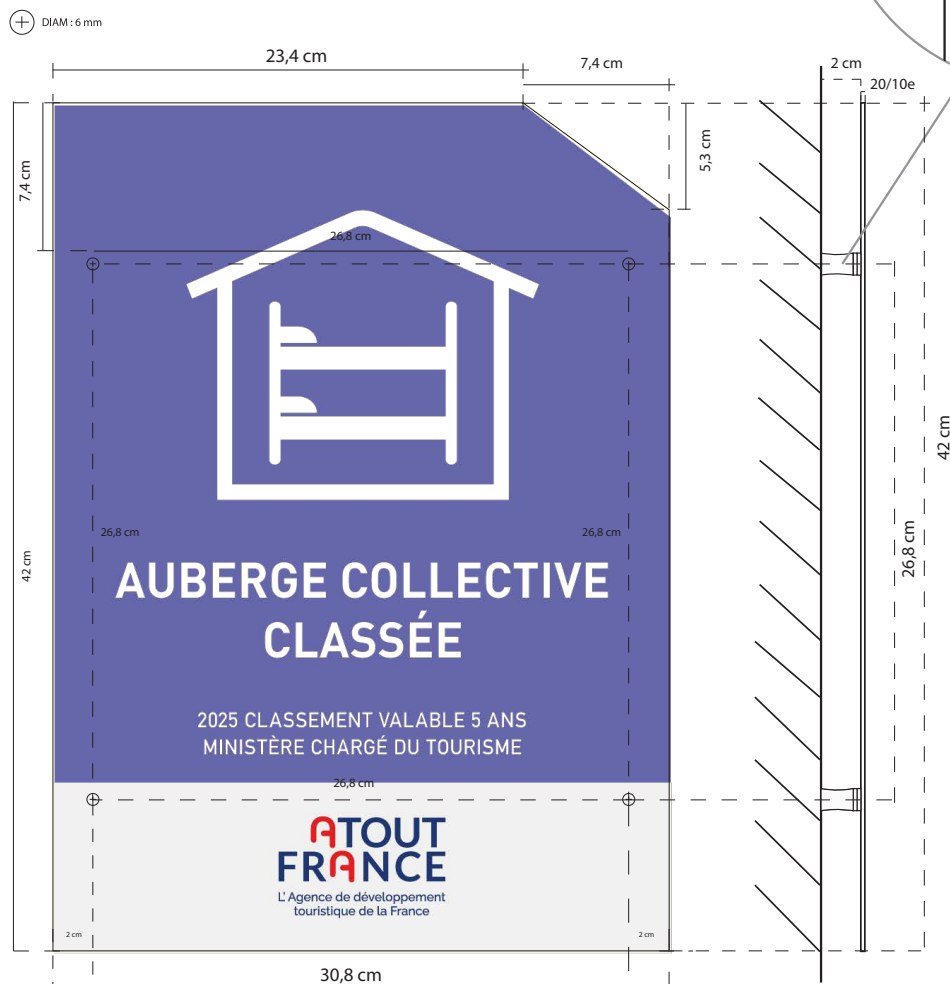 DIAM : 6 mm
23,4 cm
7,4 cm
2 cm
20/10e
7,4 cm
5,3 cm
26,8 cm
42 cm
26,8 cm
26,8 cm
26,8 cm
42 cm
AUBERGE COLLECTIVE
CLASSÉE
2025 CLASSEMENT VALABLE 5 ANS
MINISTÈRE CHARGÉ DU TOURISME
26,8 cm
ATOUT
FRANCE
L'Agence de développement
touristique de la France
2 cm
2 cm
30,8 cm